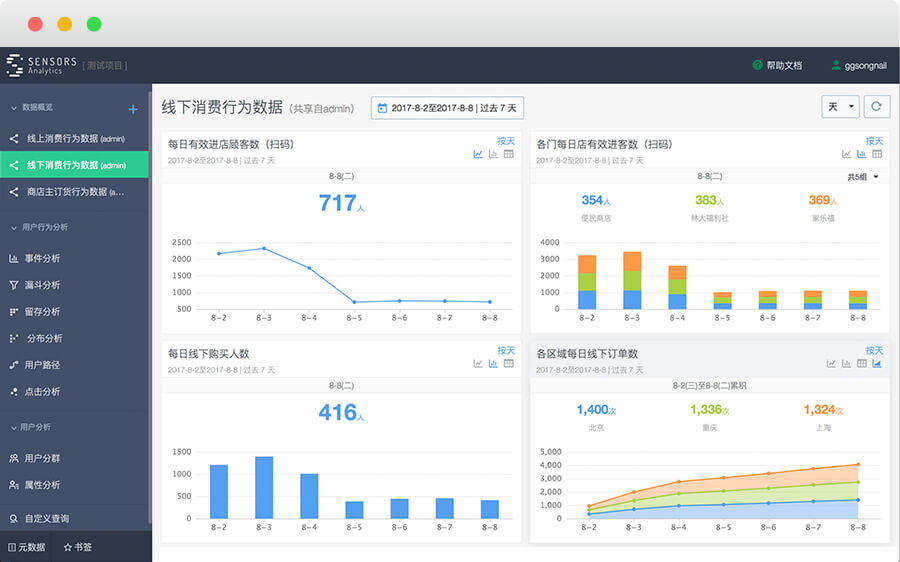 SENSORS
Analytics
[ 测试项目 ]
帮助文档
ggsongnail
数据概览
+
线上消费行为数据 (admin)
线下消费行为数据 (admin)
商店主订货行为数据 (a...
用户行为分析
事件分析
漏斗分析
留存分析
分布分析
用户路径
点击分析
用户分析
用户分群
属性分析
自定义查询
元数据
书签
线下消费行为数据 (共享自admin)
2017-8-2至2017-8-8 | 过去 7 天
天
每日有效进店顾客数（扫码）
按天
2017-8-2至2017-8-8 | 过去 7 天
8-8(二)
717人
2500
2000
1500
1000
500
8-2 8-3 8-4 8-5 8-6 8-7 8-8
各门每日店有效进客数（扫码）
按天
2017-8-2至2017-8-8 | 过去 7 天
8-8(二)
共5组
354人 383人 369人
便民商店 林大福利社 家乐福
4000
3000
2000
1000
0
8-2 8-3 8-4 8-5 8-6 8-7 8-8
每日线下购买人数
按天
2017-8-2至2017-8-8 | 过去 7 天
8-8(二)
416人
1500
1000
500
0
8-2 8-3 8-4 8-5 8-6 8-7 8-8
各区域每日线下订单数
按天
2017-8-2至2017-8-8 | 过去 7 天
8-2(三)至8-8(二)累积
1,400次 1,336次 1,324次
北京 重庆 上海
5,000
4,000
3,000
2,000
1,000
0
8-2 8-3 8-4 8-5 8-6 8-7 8-8